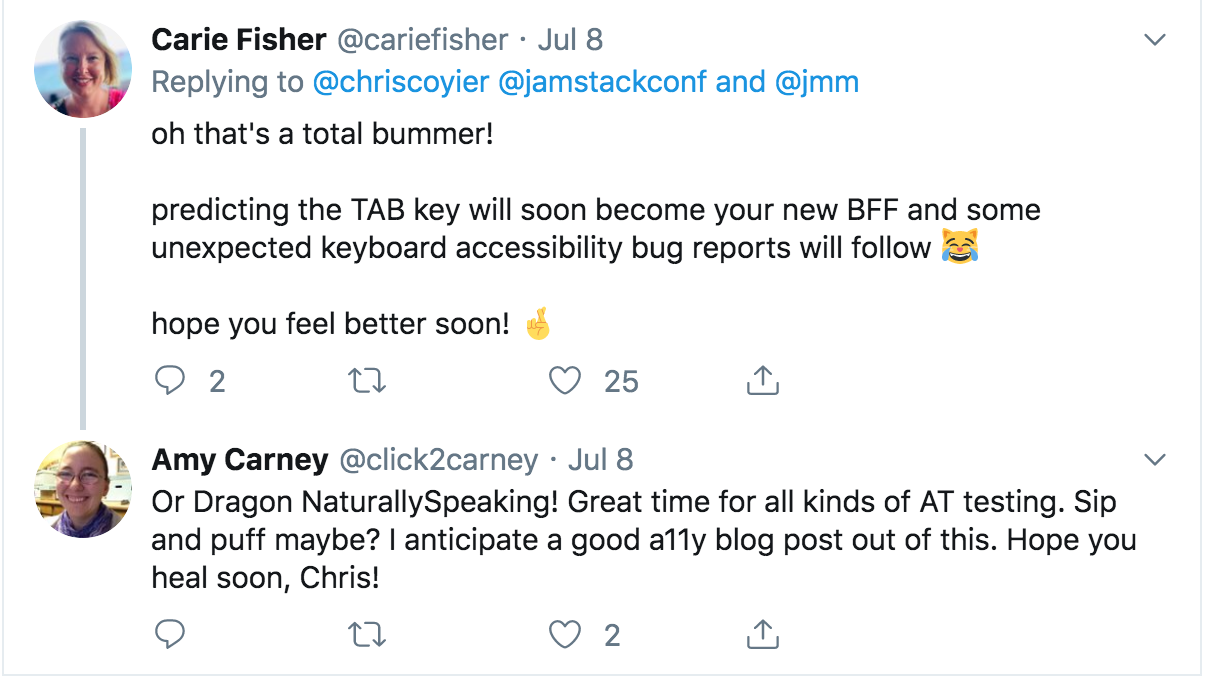 Carie Fisher @cariefisher · Jul 8
Replying to @chriscoyier @jamstackconf and @jmm
oh that's a total bummer!
predicting the TAB key will soon become your new BFF and some
unexpected keyboard accessibility bug reports will follow 😹
hope you feel better soon! 🤞
2 25
Amy Carney @click2carney · Jul 8
Or Dragon NaturallySpeaking! Great time for all kinds of AT testing. Sip
and puff maybe? I anticipate a good a11y blog post out of this. Hope you
heal soon, Chris!
2